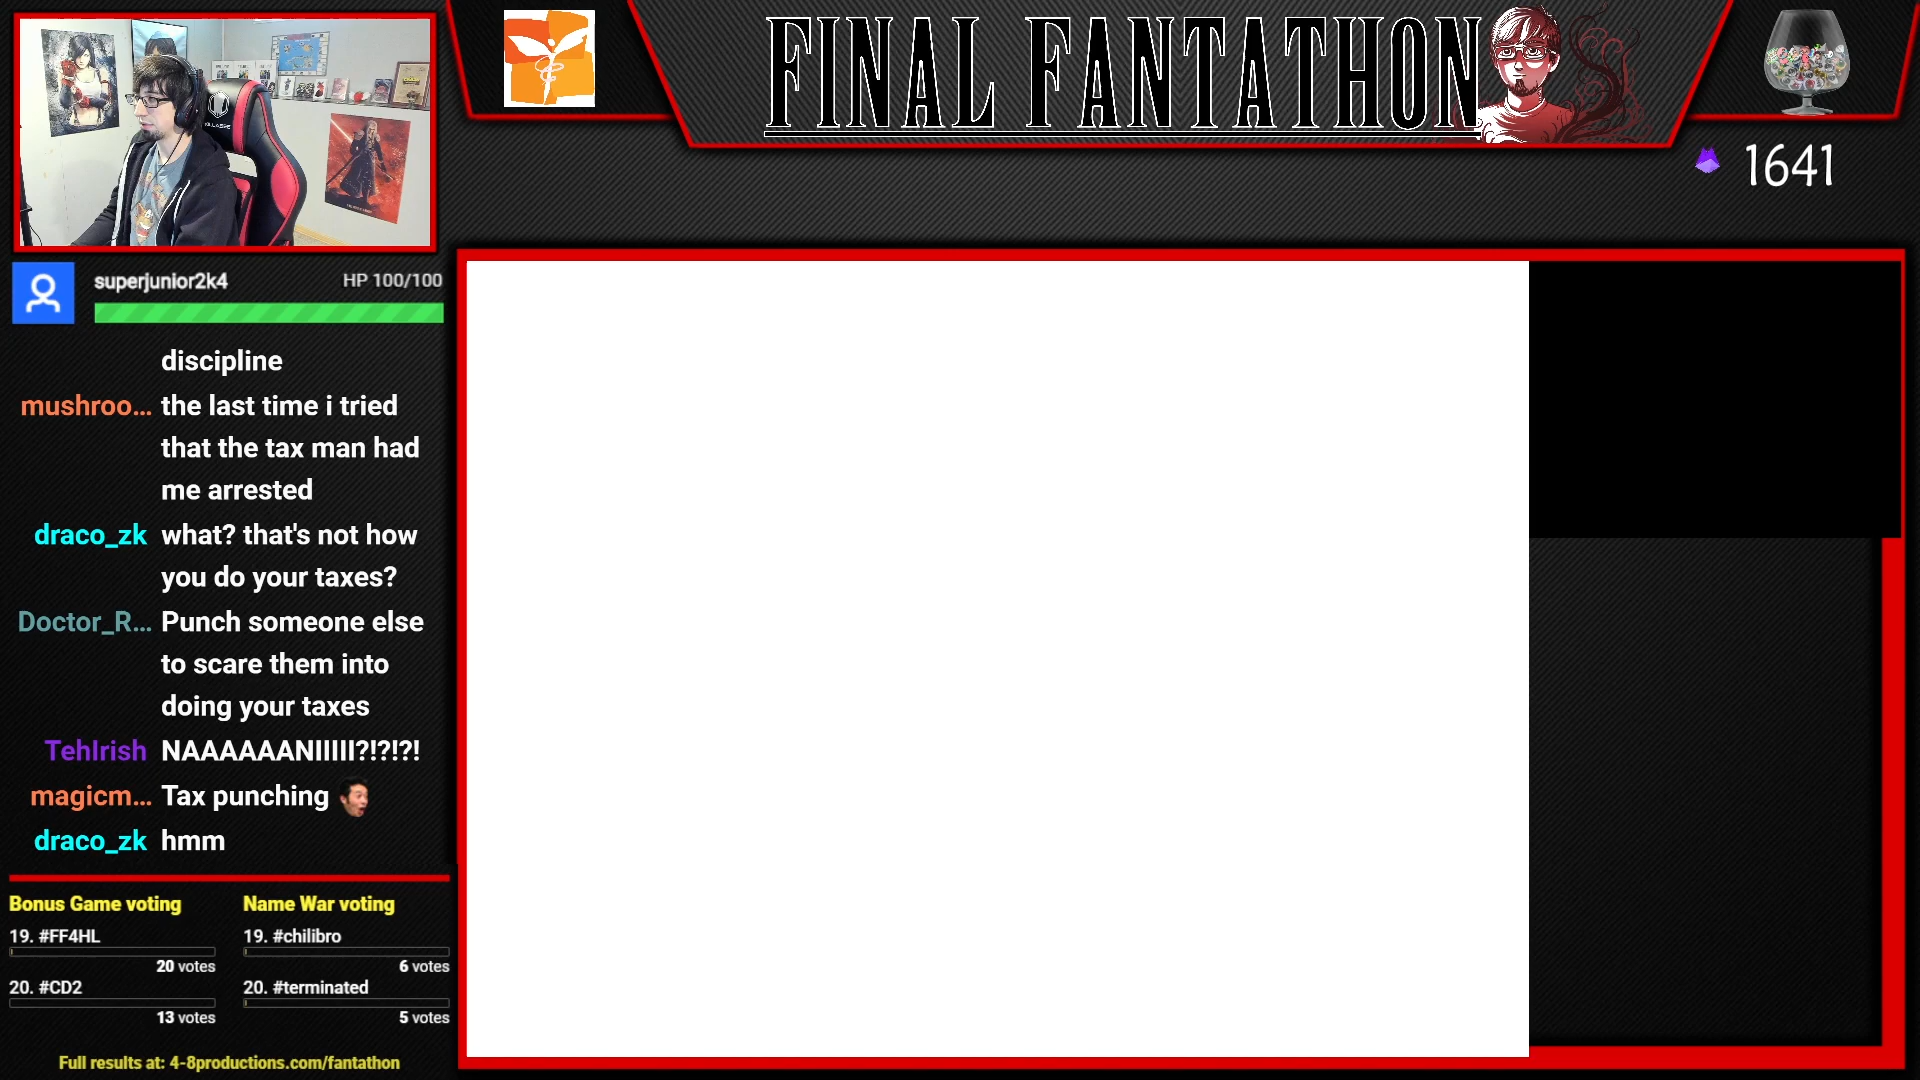 FINAL FANTATHON
1641
superjunior2k4 HP 100/100
discipline
mushroo... the last time i tried
that the tax man had
me arrested
draco_zk what? that's not how
you do your taxes?
Doctor_R... Punch someone else
to scare them into
doing your taxes
TehIrish NAAAAAANIIIII?!?!?!
magicm... Tax punching
draco_zk hmm
Bonus Game voting
19. #FF4HL
20 votes
20. #CD2
13 votes
Name War voting
19. #chilibro
6 votes
20. #terminated
5 votes
Full results at: 4-8productions.com/fantathon